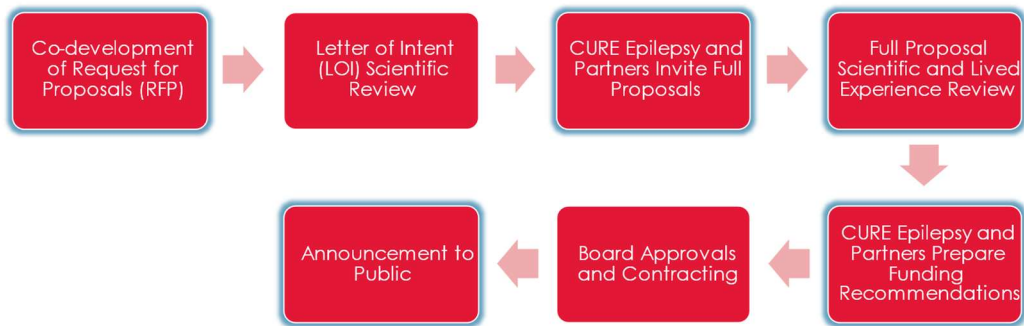 Co-development
of Request for
Proposals (RFP)
Letter of Intent
(LOI) Scientific
Review
CURE Epilepsy and
Partners Invite Full
Proposals
Full Proposal
Scientific and Lived
Experience Review
CURE Epilepsy and
Partners Prepare
Funding
Recommendations
Board Approvals
and Contracting
Announcement to
Public